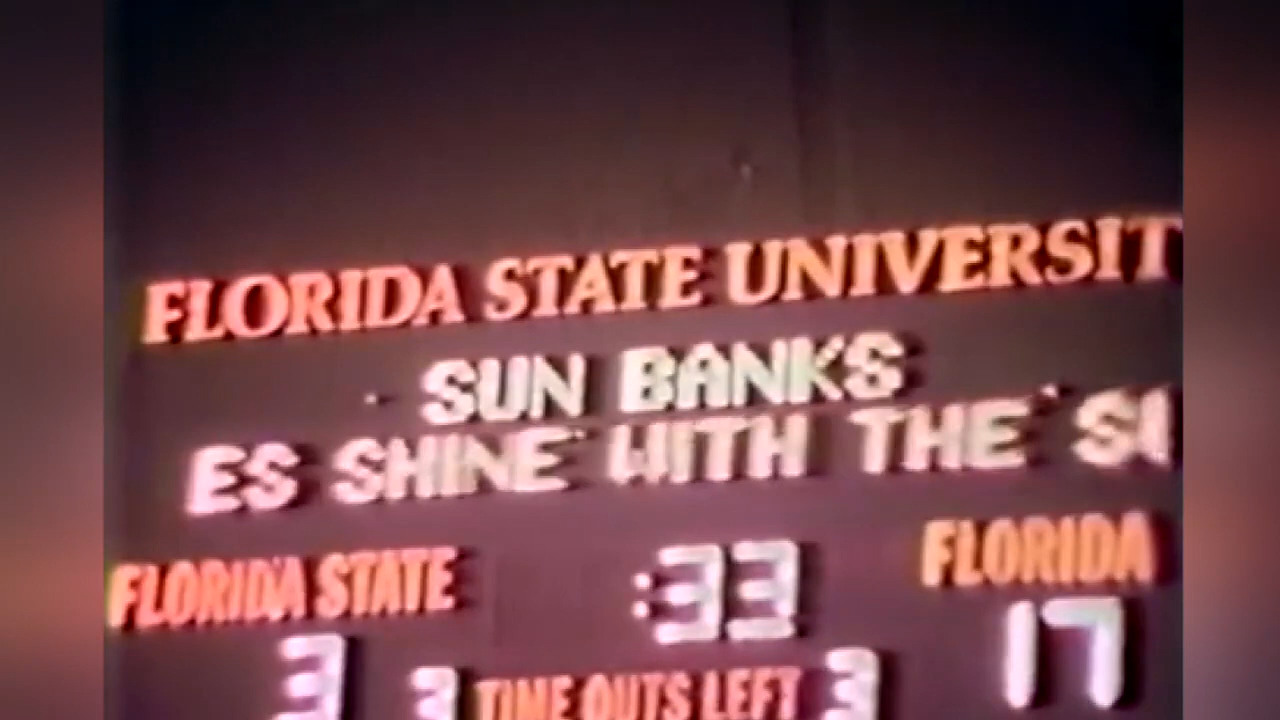 FLORIDA STATE UNIVERSIT
SUN BANKS
ES SHINE WITH THE SU
FLORIDA STATE :33 FLORIDA
3 3 TIME OUTS LEFT 3 17